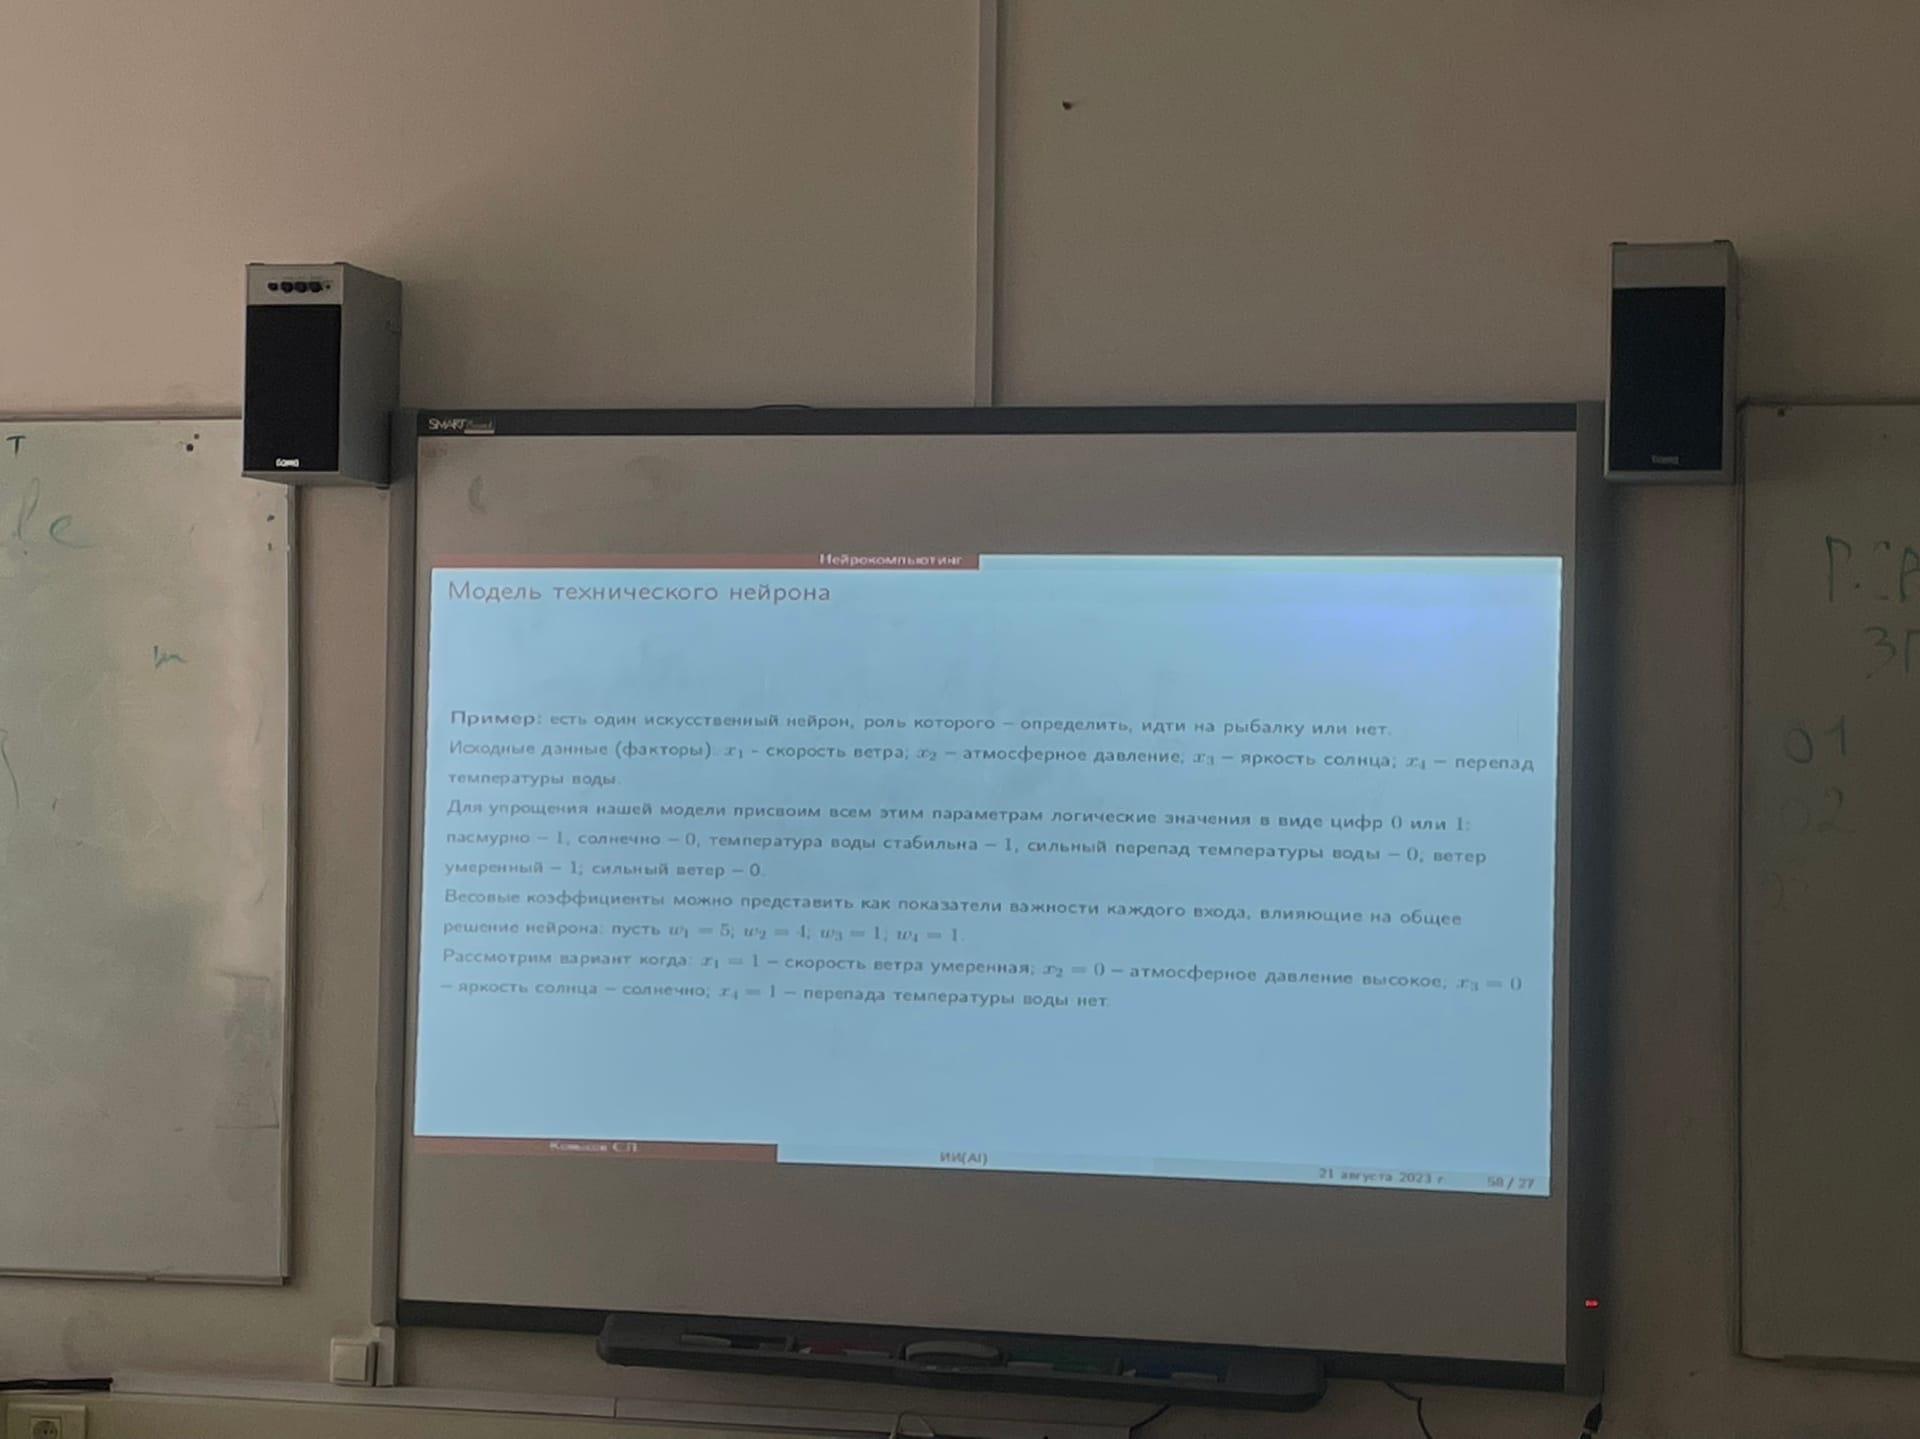 SMART
Нейрокомпьютинг
Модель технического нейрона
Пример: есть один искусственный нейрон, роль которого – определить, идти на рыбалку или нет.
Исходные данные (факторы): x₁ - скорость ветра; x₂ – атмосферное давление; x₃ – яркость солнца; x₄ – перепад
температуры воды.
Для упрощения нашей модели присвоим всем этим параметрам логические значения в виде цифр 0 или 1:
пасмурно – 1, солнечно – 0, температура воды стабильна – 1, сильный перепад температуры воды – 0; ветер
умеренный – 1; сильный ветер – 0.
Весовые коэффициенты можно представить как показатели важности каждого входа, влияющие на общее
решение нейрона: пусть w₁ = 5; w₂ = 4; w₃ = 1; w₄ = 1.
Рассмотрим вариант когда: x₁ = 1 – скорость ветра умеренная; x₂ = 0 – атмосферное давление высокое; x₃ = 0
– яркость солнца – солнечно; x₄ = 1 – перепада температуры воды нет.
ИИ(AI)
21 августа 2023 г.
58 / 27
т
le
01
02